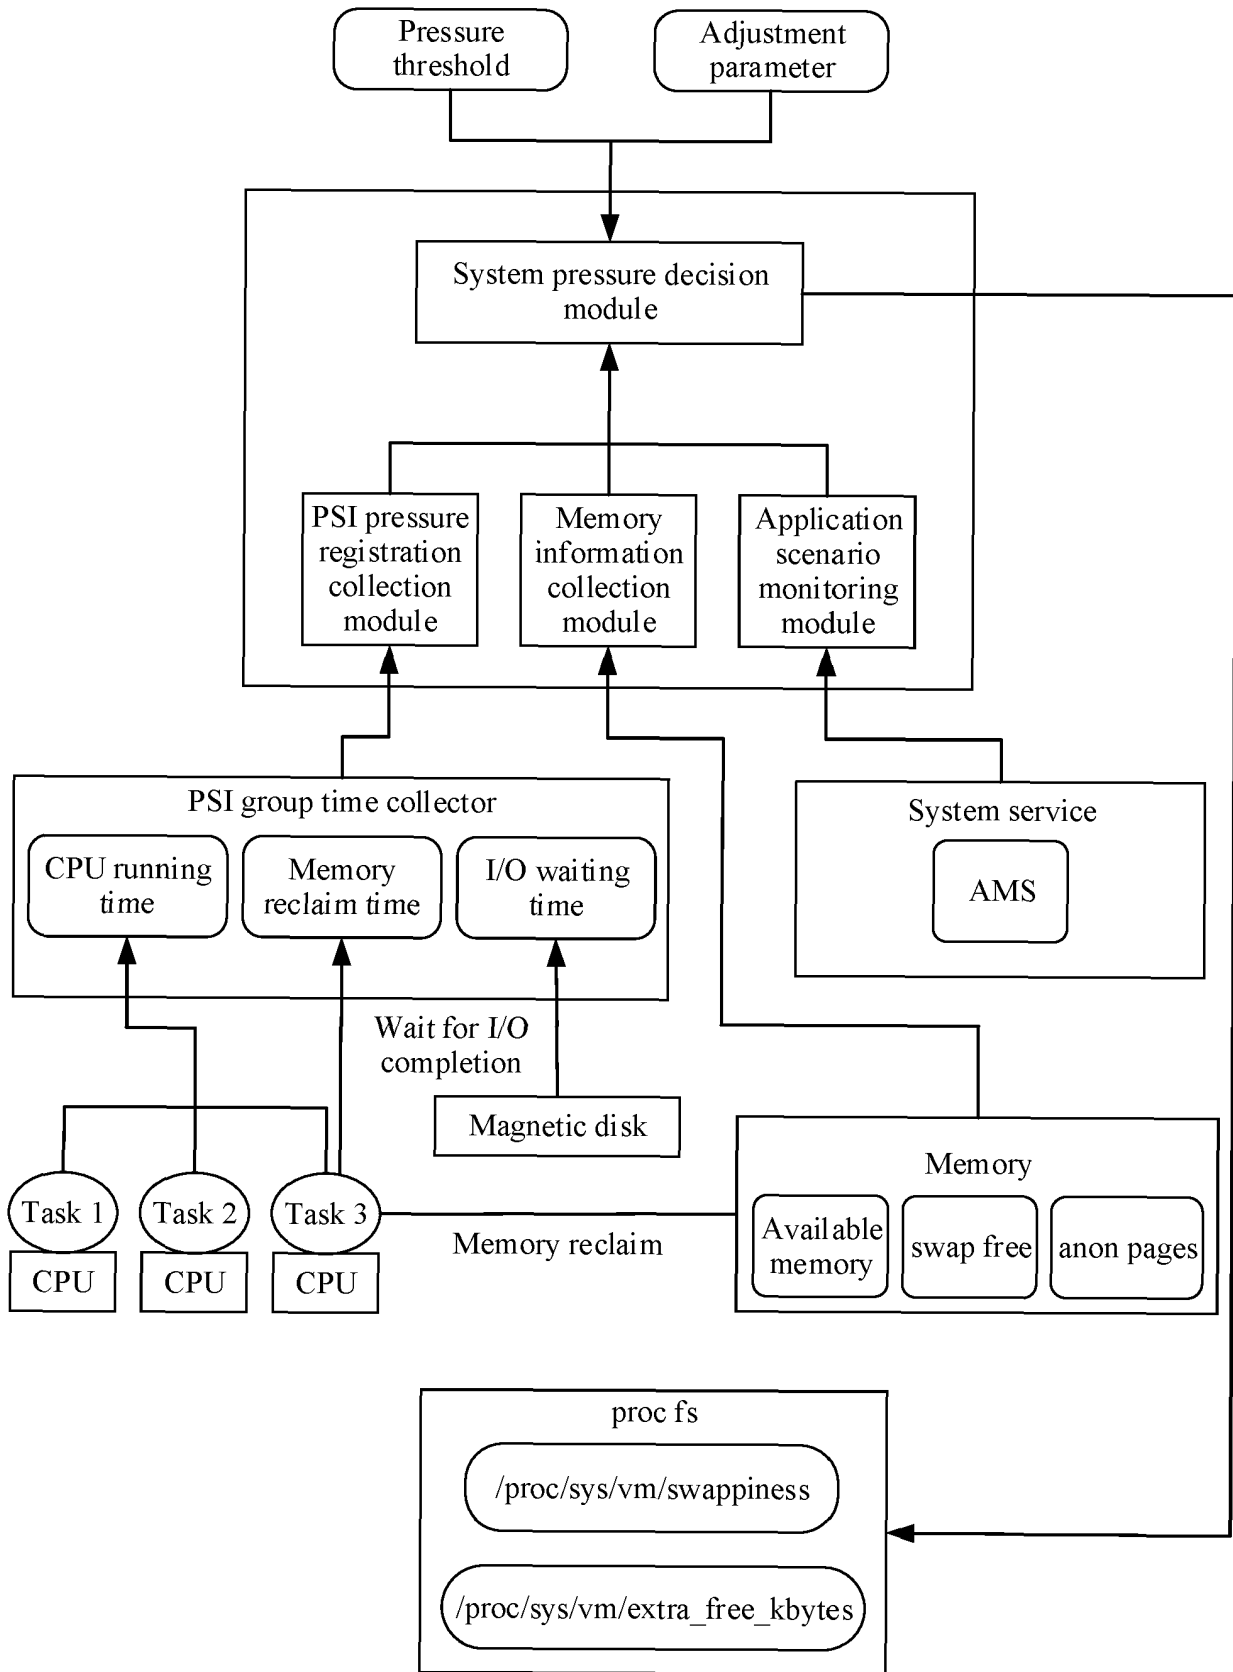 Pressure
threshold
Adjustment
parameter
System pressure decision
module
PSI pressure
registration
collection
module
Memory
information
collection
module
Application
scenario
monitoring
module
PSI group time collector
CPU running
time
Memory
reclaim time
I/O waiting
time
System service
AMS
Wait for I/O
completion
Magnetic disk
Memory
Available
memory
swap free
anon pages
Task 1
Task 2
Task 3
Memory reclaim
CPU
CPU
CPU
proc fs
/proc/sys/vm/swappiness
/proc/sys/vm/extra_free_kbytes